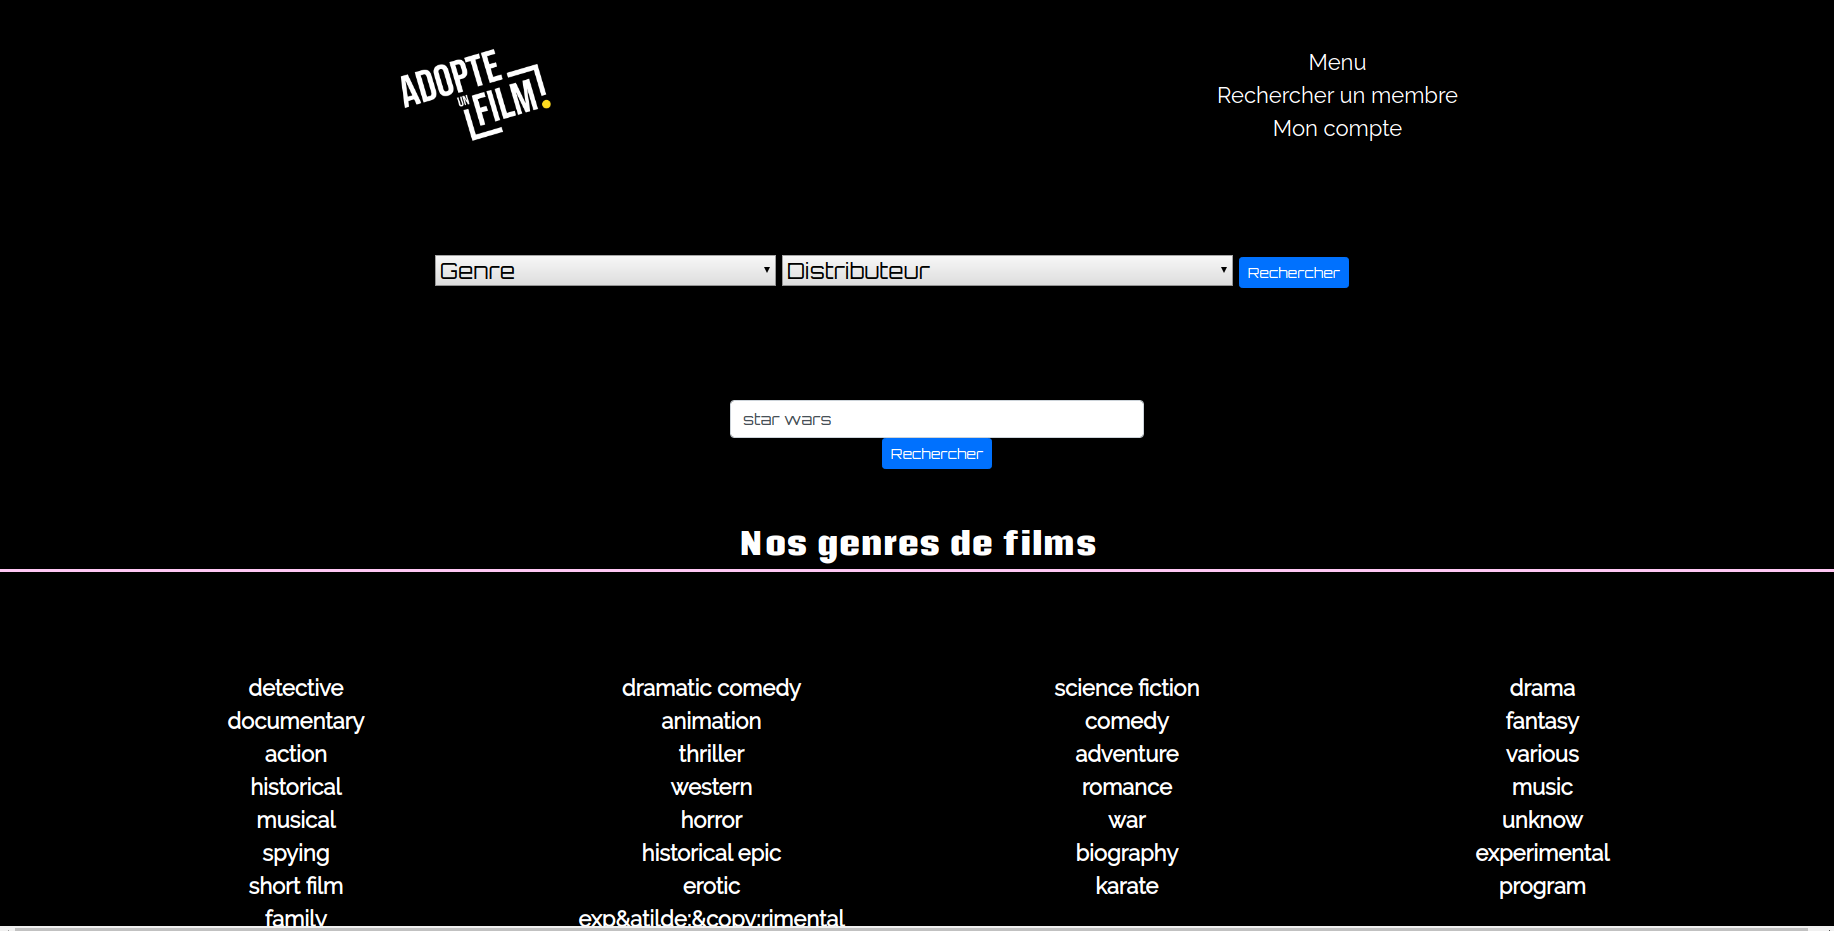 ADOPTE
UN
FILM.
Menu
Rechercher un membre
Mon compte
Genre
Distributeur
Rechercher
star wars
Rechercher
Nos genres de films
detective
dramatic comedy
science fiction
drama
documentary
animation
comedy
fantasy
action
thriller
adventure
various
historical
western
romance
music
musical
horror
war
unknow
spying
historical epic
biography
experimental
short film
erotic
karate
program
family
exp&atilde;&copy;rimental